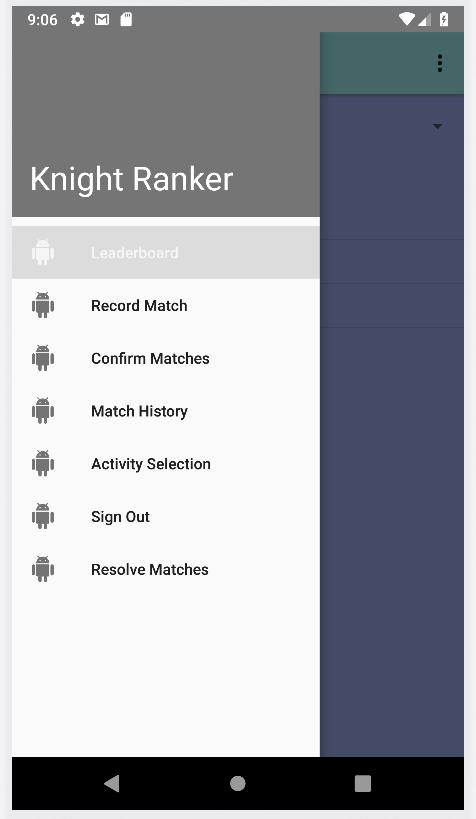 9:06
Knight Ranker
Leaderboard
Record Match
Confirm Matches
Match History
Activity Selection
Sign Out
Resolve Matches